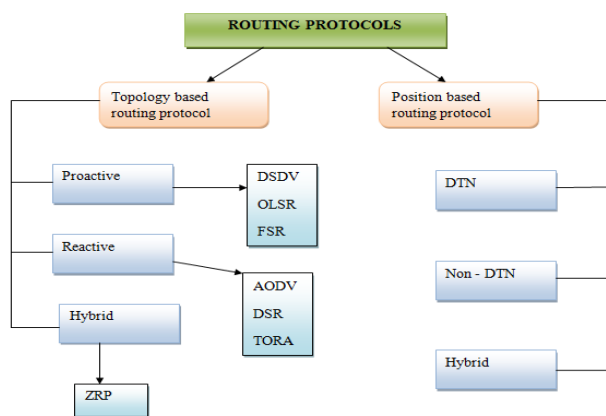 ROUTING PROTOCOLS
Topology based
routing protocol
Position based
routing protocol
Proactive
DSDV
OLSR
FSR
Reactive
AODV
DSR
TORA
Hybrid
ZRP
DTN
Non - DTN
Hybrid